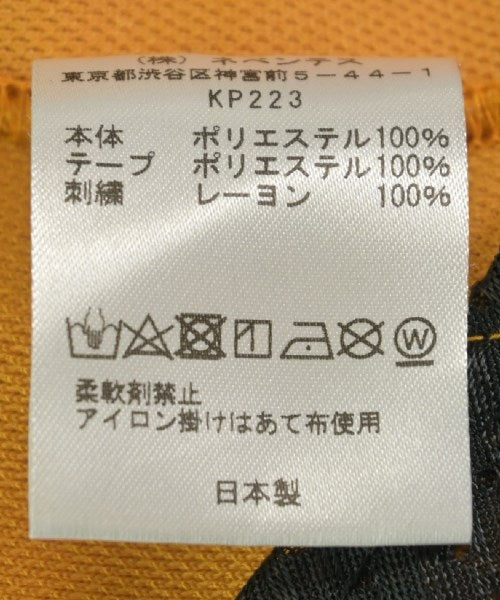 (株) ネペンテス
東京都渋谷区神宮前5-44-1
KP223
本体 ポリエステル100%
テープ ポリエステル100%
刺繍 レーヨン 100%
W
柔軟剤禁止
アイロン掛けはあて布使用
日本製